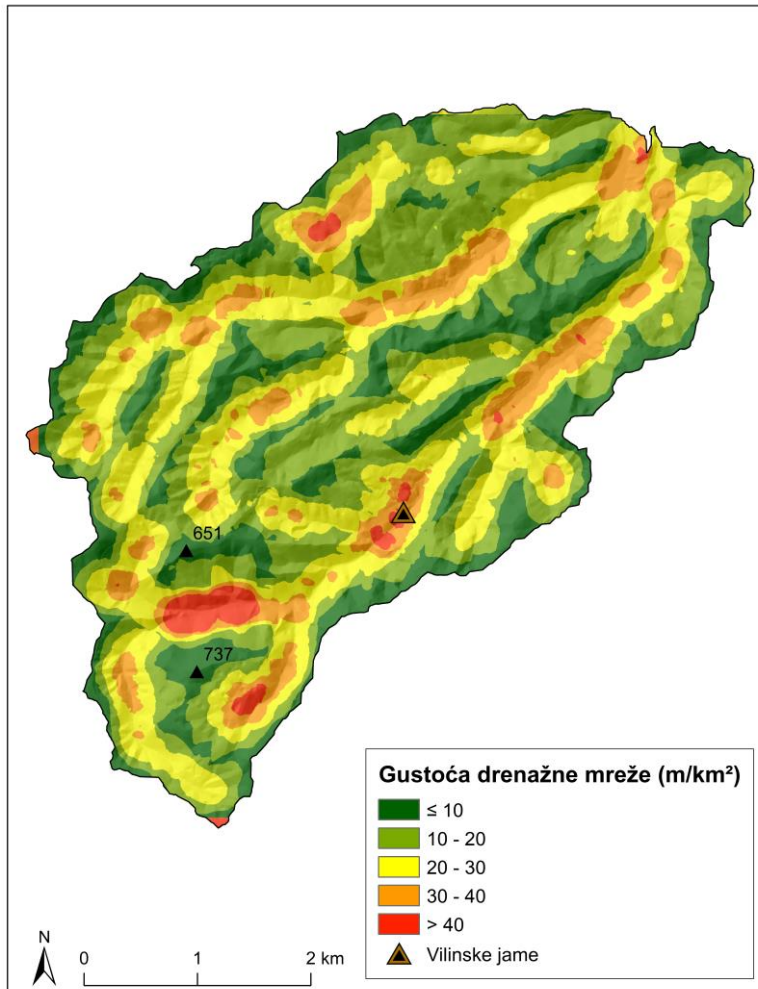 651
737
Gustoća drenažne mreže (m/km²)
≤ 10
10 - 20
20 - 30
30 - 40
> 40
Vilinske jame
N
0 1 2 km